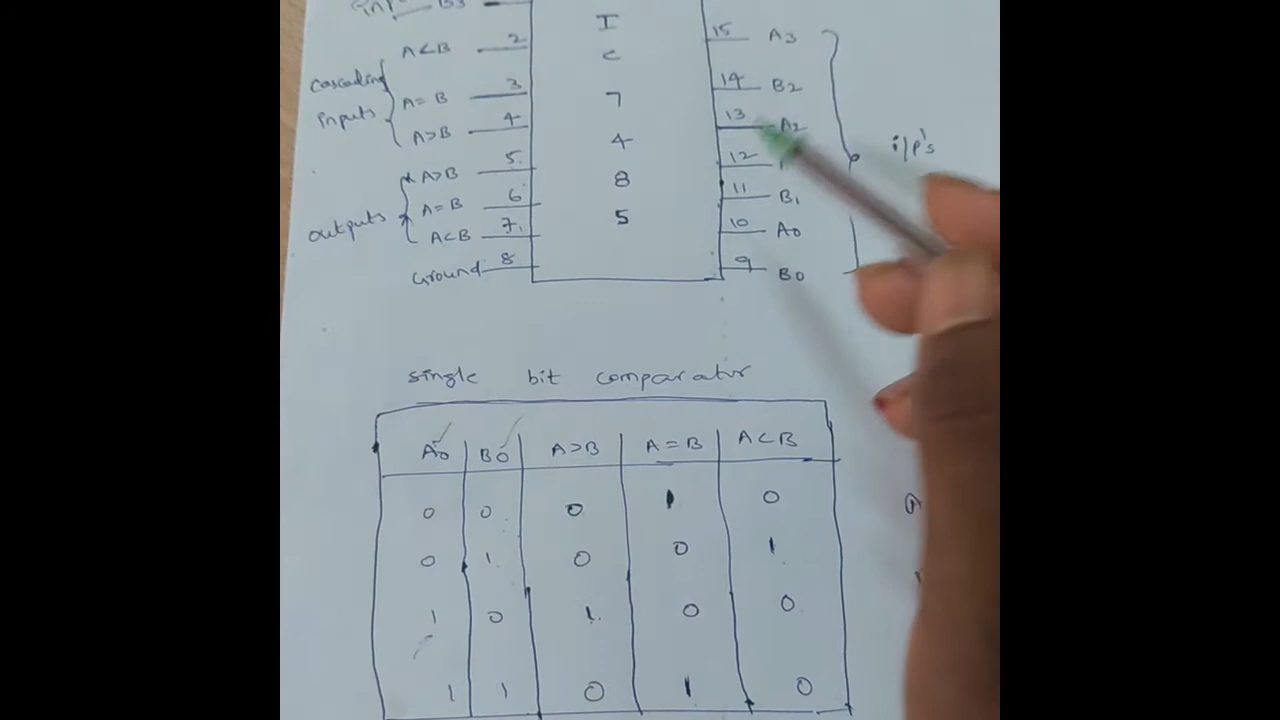 B3
I
C
7
4
8
5
A<B 2
cascading
inputs
A=B 3
A>B 4
A>B 5
outputs
A=B 6
A<B 7
Ground 8
15 A3
14 B2
13 A2
i/p's
12
11 B1
10 A0
9 B0
single bit comparator
A0 B0 A>B A=B A<B
0 0 0 1 0
0 1 0 0 1
1 0 1 0 0
1 1 0 1 0